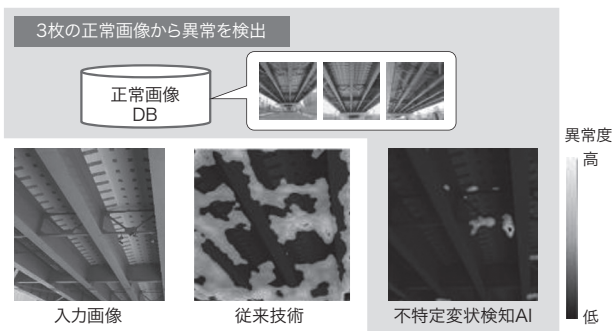 3枚の正常画像から異常を検出
正常画像
DB
異常度
高
低
入力画像
従来技術
不特定変状検知AI